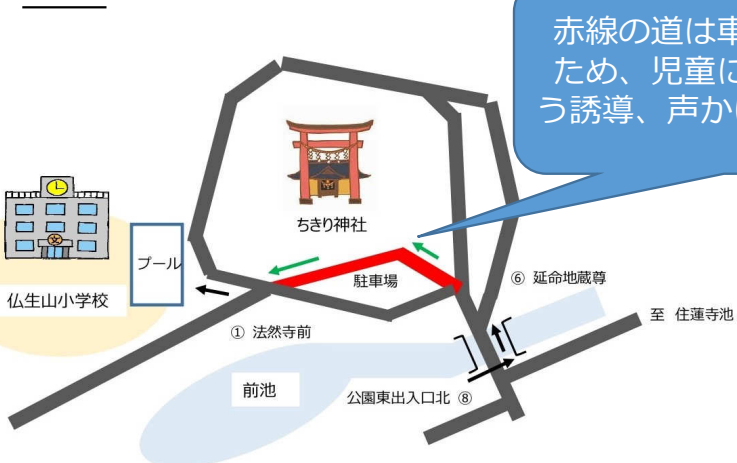 赤線の道は車
ため、児童に
う誘導、声か
ちきり神社
プール
駐車場
⑥ 延命地蔵尊
仏生山小学校
至 住蓮寺池
① 法然寺前
前池
公園東出入口北 ⑧
文